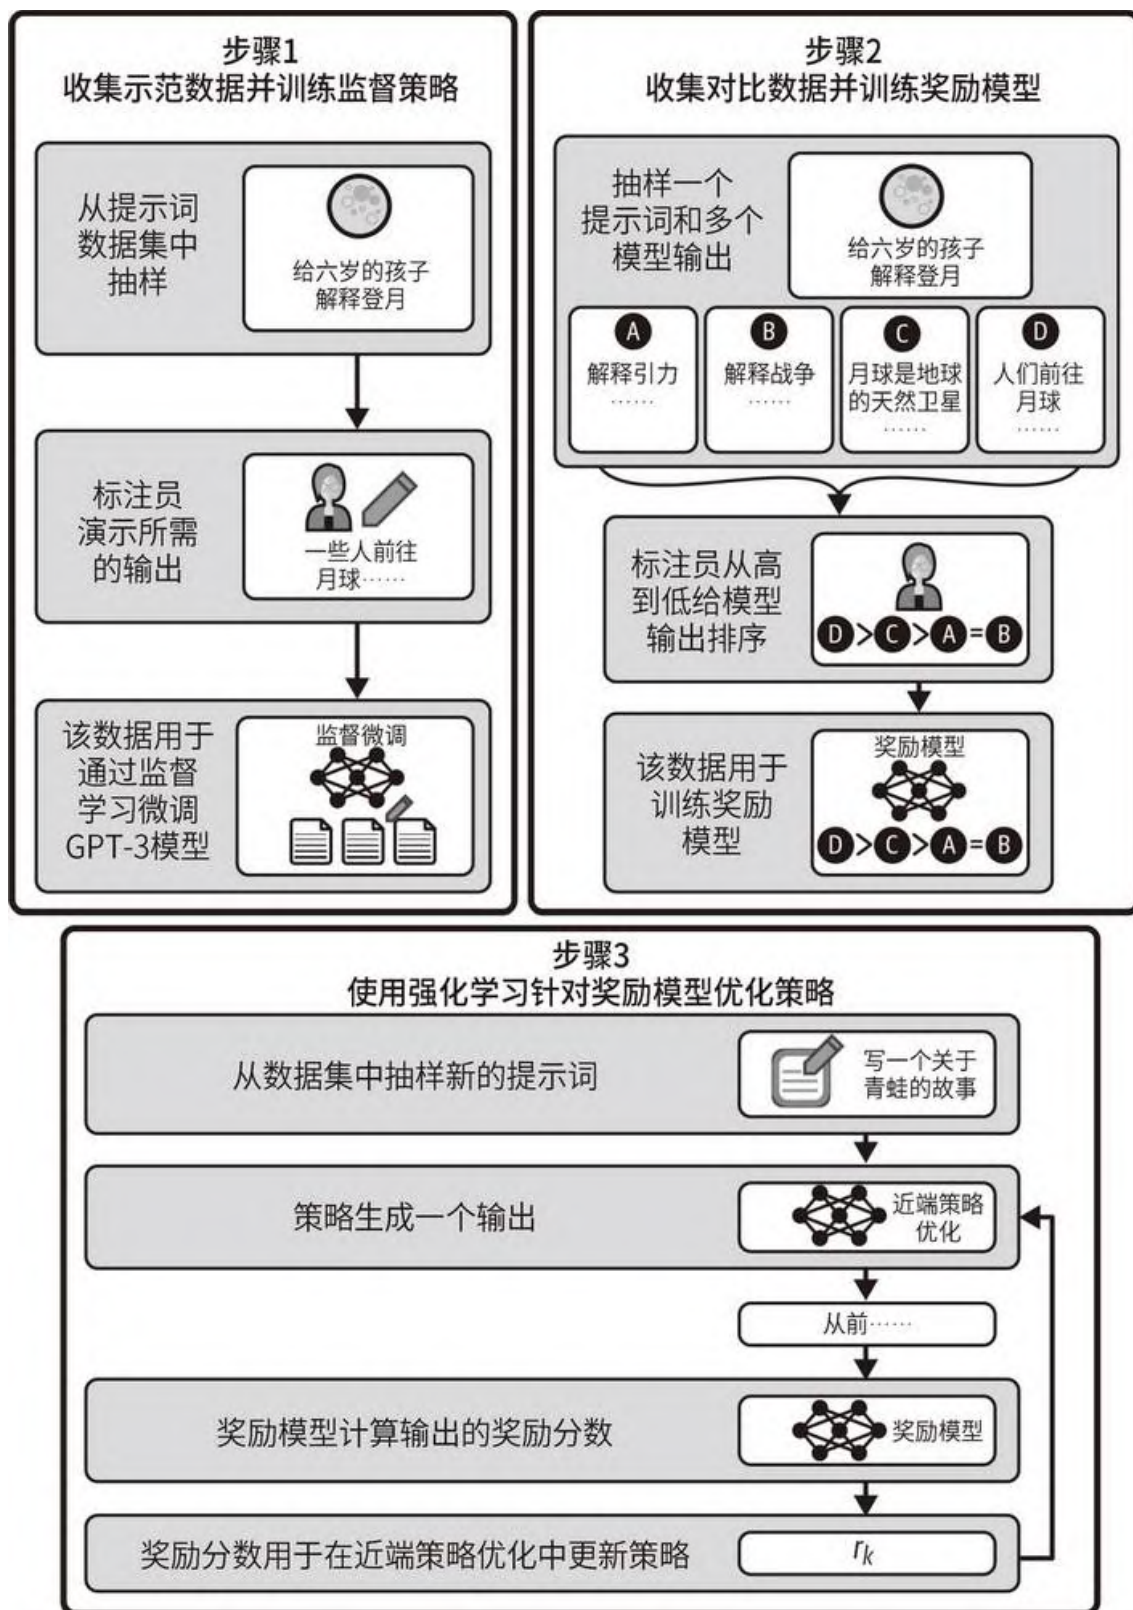 步骤1
收集示范数据并训练监督策略
从提示词
数据集中
抽样
给六岁的孩子
解释登月
标注员
演示所需
的输出
一些人前往
月球……
该数据用于
通过监督
学习微调
GPT-3模型
监督微调
步骤2
收集对比数据并训练奖励模型
抽样一个
提示词和多个
模型输出
给六岁的孩子
解释登月
A
解释引力
……
B
解释战争
……
C
月球是地球
的天然卫星
……
D
人们前往
月球
……
标注员从高
到低给模型
输出排序
D>C>A=B
该数据用于
训练奖励
模型
奖励模型
D>C>A=B
步骤3
使用强化学习针对奖励模型优化策略
从数据集中抽样新的提示词
写一个关于
青蛙的故事
策略生成一个输出
近端策略
优化
从前……
奖励模型计算输出的奖励分数
奖励模型
奖励分数用于在近端策略优化中更新策略
rk